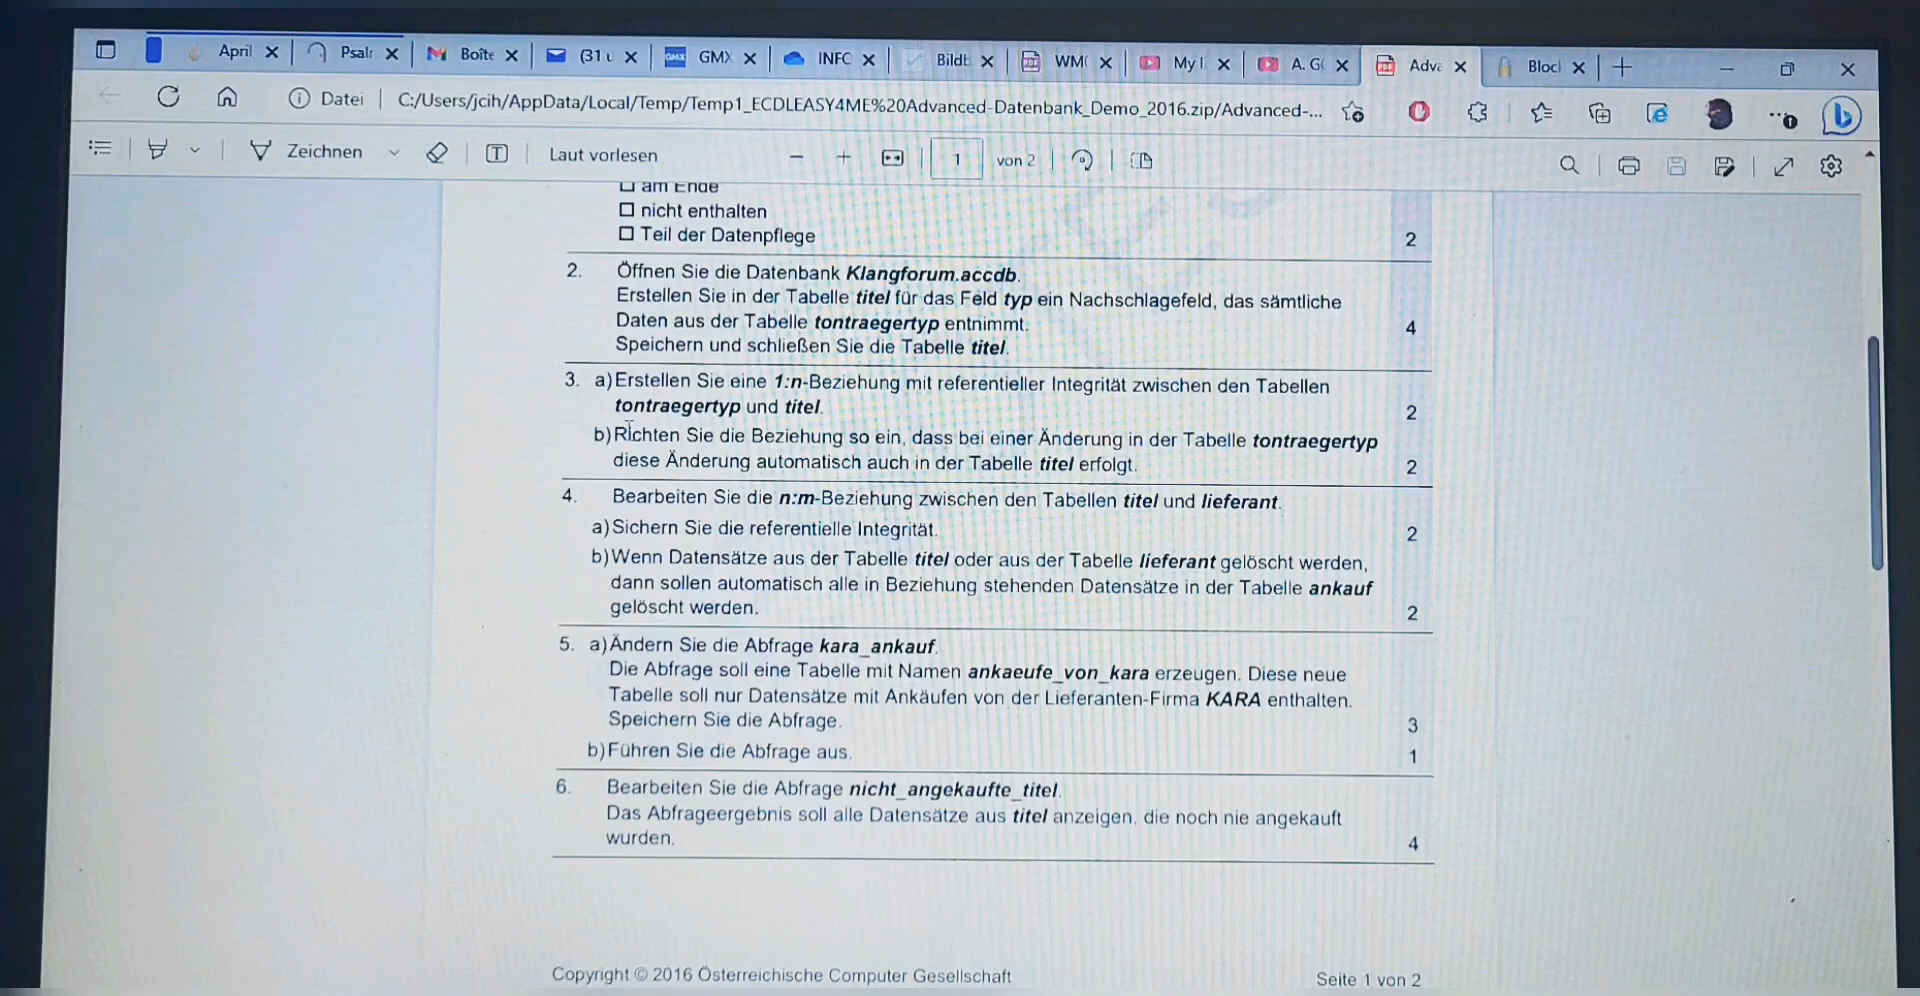 April
Psalr
Boîte
(31 u
GMX
INFC
Bildb
WM(
My l
A. G(
Adva
Blocl
Datei
C:/Users/jcih/AppData/Local/Temp/Temp1_ECDLEASY4ME%20Advanced-Datenbank_Demo_2016.zip/Advanced-...
Zeichnen
Laut vorlesen
1 von 2
am Ende
nicht enthalten
Teil der Datenpflege 2
2. Öffnen Sie die Datenbank Klangforum.accdb.
Erstellen Sie in der Tabelle titel für das Feld typ ein Nachschlagefeld, das sämtliche
Daten aus der Tabelle tontraegertyp entnimmt. 4
Speichern und schließen Sie die Tabelle titel.
3. a) Erstellen Sie eine 1:n-Beziehung mit referentieller Integrität zwischen den Tabellen
tontraegertyp und titel. 2
b) Richten Sie die Beziehung so ein, dass bei einer Änderung in der Tabelle tontraegertyp
diese Änderung automatisch auch in der Tabelle titel erfolgt. 2
4. Bearbeiten Sie die n:m-Beziehung zwischen den Tabellen titel und lieferant.
a) Sichern Sie die referentielle Integrität. 2
b) Wenn Datensätze aus der Tabelle titel oder aus der Tabelle lieferant gelöscht werden,
dann sollen automatisch alle in Beziehung stehenden Datensätze in der Tabelle ankauf
gelöscht werden. 2
5. a) Ändern Sie die Abfrage kara_ankauf.
Die Abfrage soll eine Tabelle mit Namen ankaeufe_von_kara erzeugen. Diese neue
Tabelle soll nur Datensätze mit Ankäufen von der Lieferanten-Firma KARA enthalten.
Speichern Sie die Abfrage. 3
b) Führen Sie die Abfrage aus. 1
6. Bearbeiten Sie die Abfrage nicht_angekaufte_titel.
Das Abfrageergebnis soll alle Datensätze aus titel anzeigen, die noch nie angekauft
wurden. 4
Copyright © 2016 Österreichische Computer Gesellschaft
Seite 1 von 2